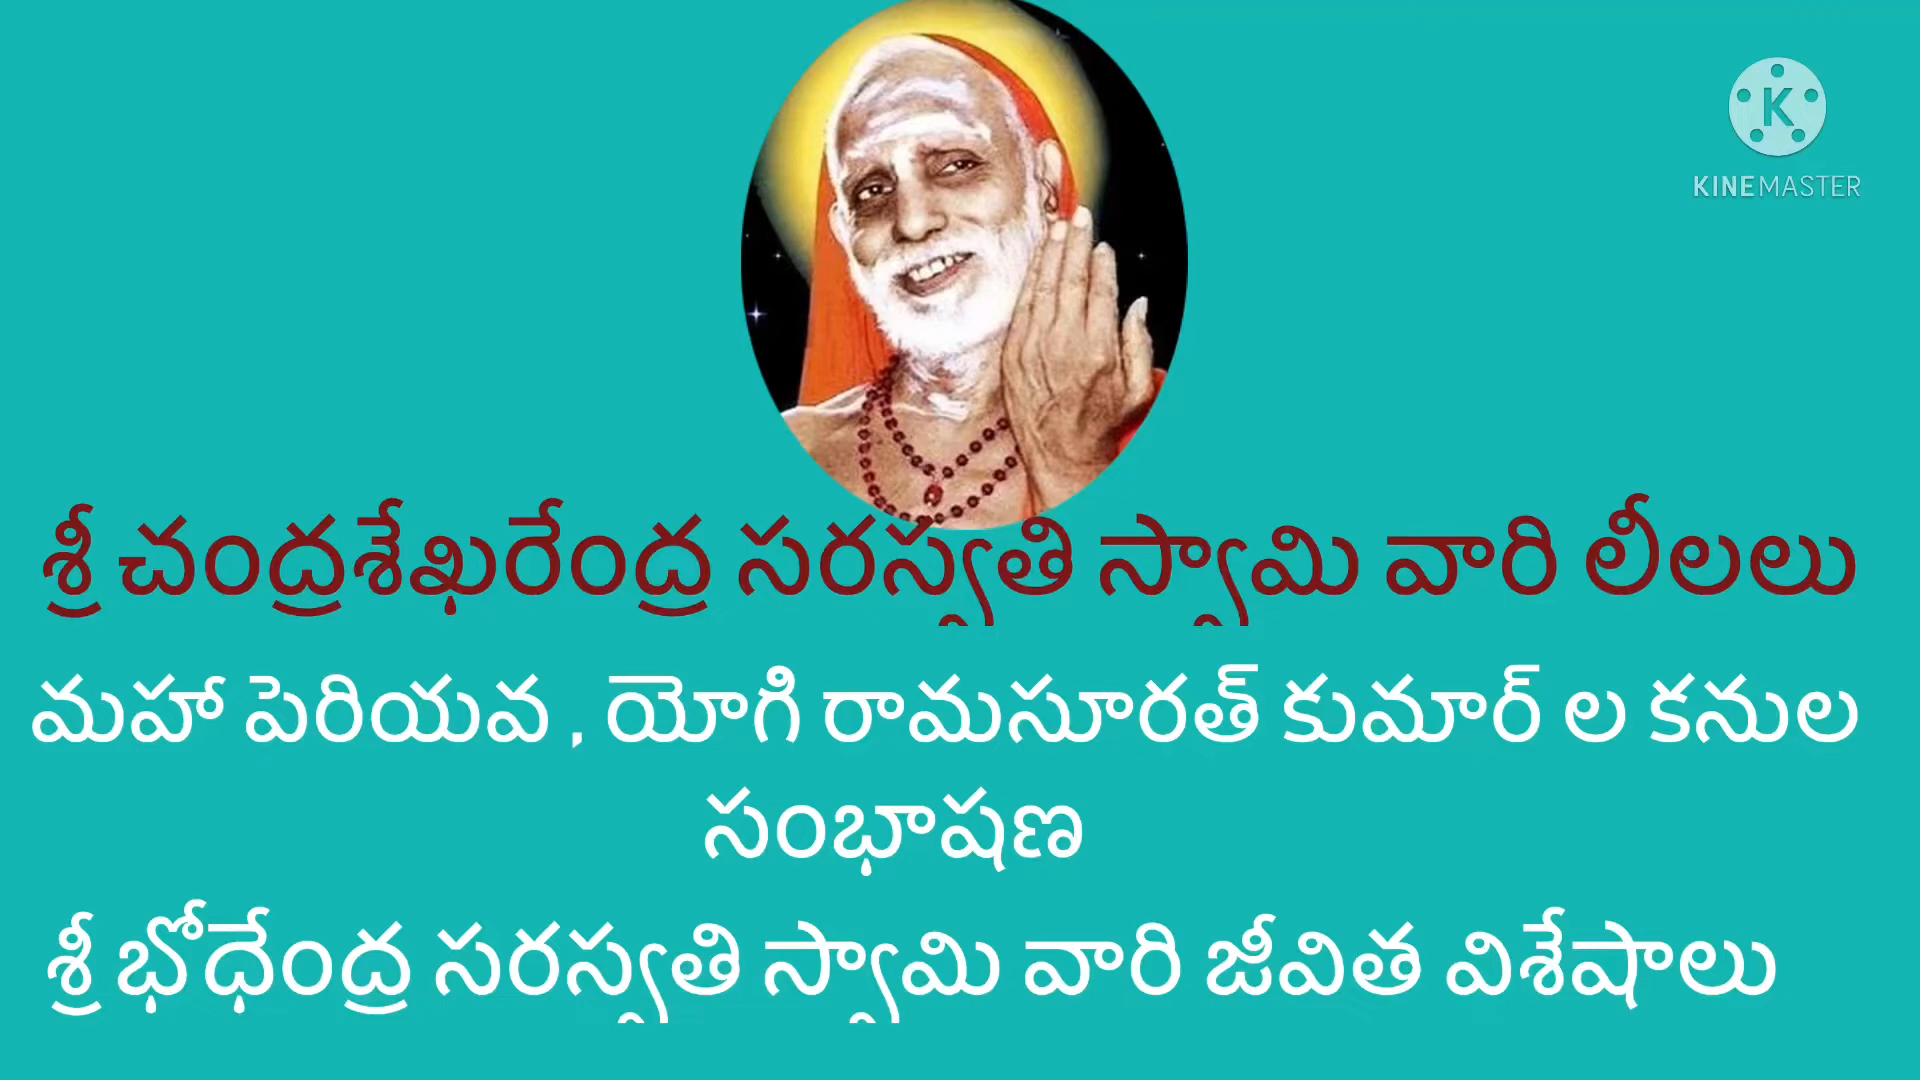 KINEMASTER
శ్రీ చంద్రశేఖరేంద్ర సరస్వతి స్వామి వారి లీలలు
మహా పెరియవ , యోగి రామసూరత్ కుమార్ ల కనుల
సంభాషణ
శ్రీ భోధేంద్ర సరస్వతి స్వామి వారి జీవిత విశేషాలు